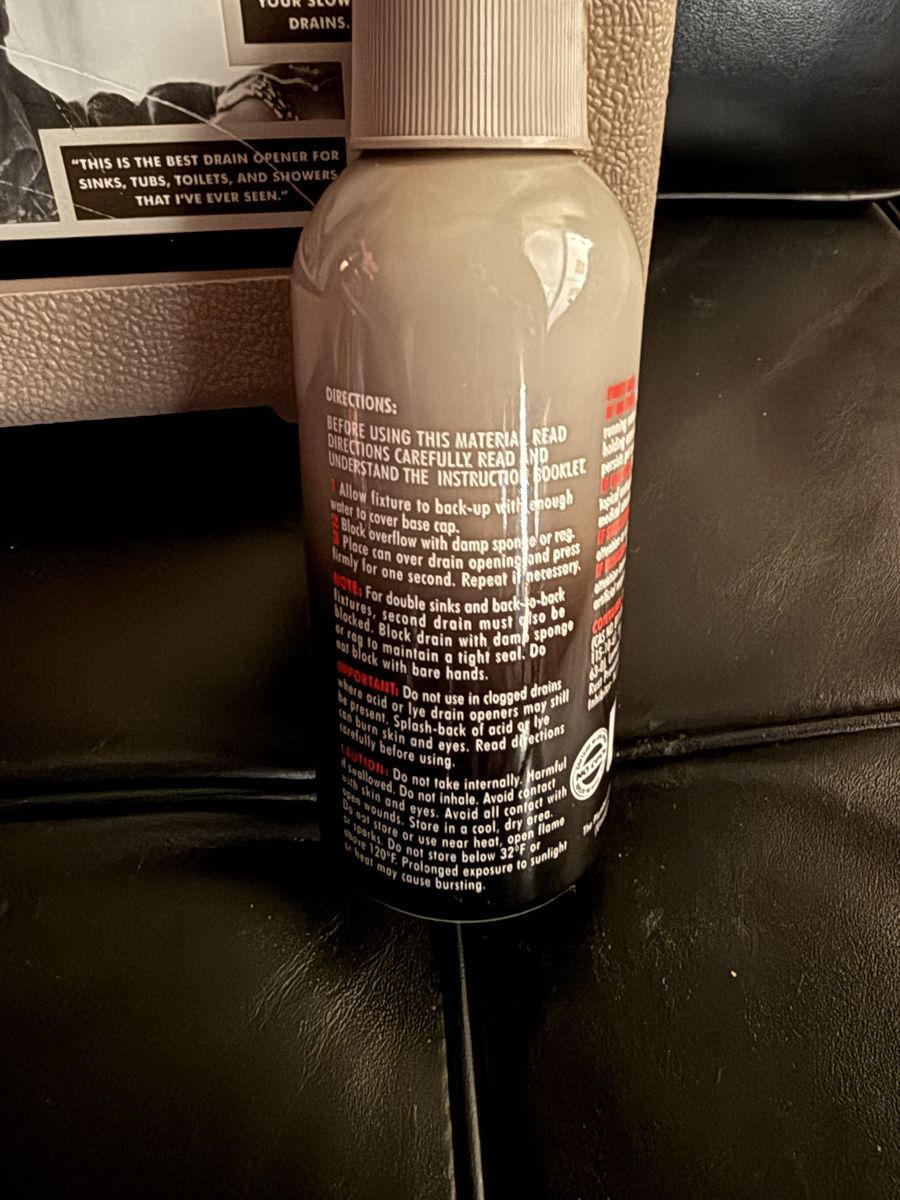 YOUR SLOW
DRAINS.
“THIS IS THE BEST DRAIN OPENER FOR
SINKS, TUBS, TOILETS, AND SHOWERS
THAT I'VE EVER SEEN.”
DIRECTIONS:
BEFORE USING THIS MATERIAL READ
DIRECTIONS CAREFULLY. READ AND
UNDERSTAND THE INSTRUCTION BOOKLET.
1 Allow fixture to back-up with enough
water to cover base cap.
2 Block overflow with damp sponge or rag.
3 Place can over drain opening and press
firmly for one second. Repeat if necessary.
NOTE: For double sinks and back-to-back
fixtures, second drain must also be
blocked. Block drain with damp sponge
or rag to maintain a tight seal. Do
not block with bare hands.
IMPORTANT: Do not use in clogged drains
where acid or lye drain openers may still
be present. Splash-back of acid or lye
can burn skin and eyes. Read directions
carefully before using.
CAUTION: Do not take internally. Harmful
if swallowed. Do not inhale. Avoid contact
with skin and eyes. Avoid all contact with
open wounds. Store in a cool, dry area.
Do not store or use near heat, open flame
or sparks. Do not store below 32°F or
above 120°F. Prolonged exposure to sunlight
or heat may cause bursting.
FIRST
running
holding
persist
topical
medical
The